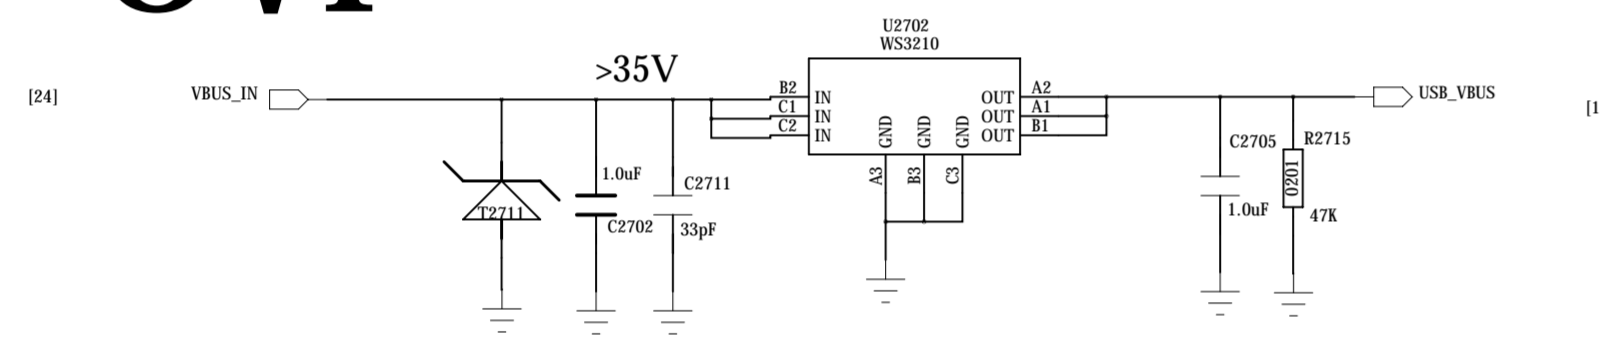 U2702
WS3210
>35V
[24]
VBUS_IN
B2
C1
C2
IN
IN
IN
GND
GND
GND
OUT
OUT
OUT
A2
A1
B1
USB_VBUS
A3
B3
C3
T2711
1.0uF
C2702
C2711
33pF
C2705
1.0uF
R2715
0201
47K
[1